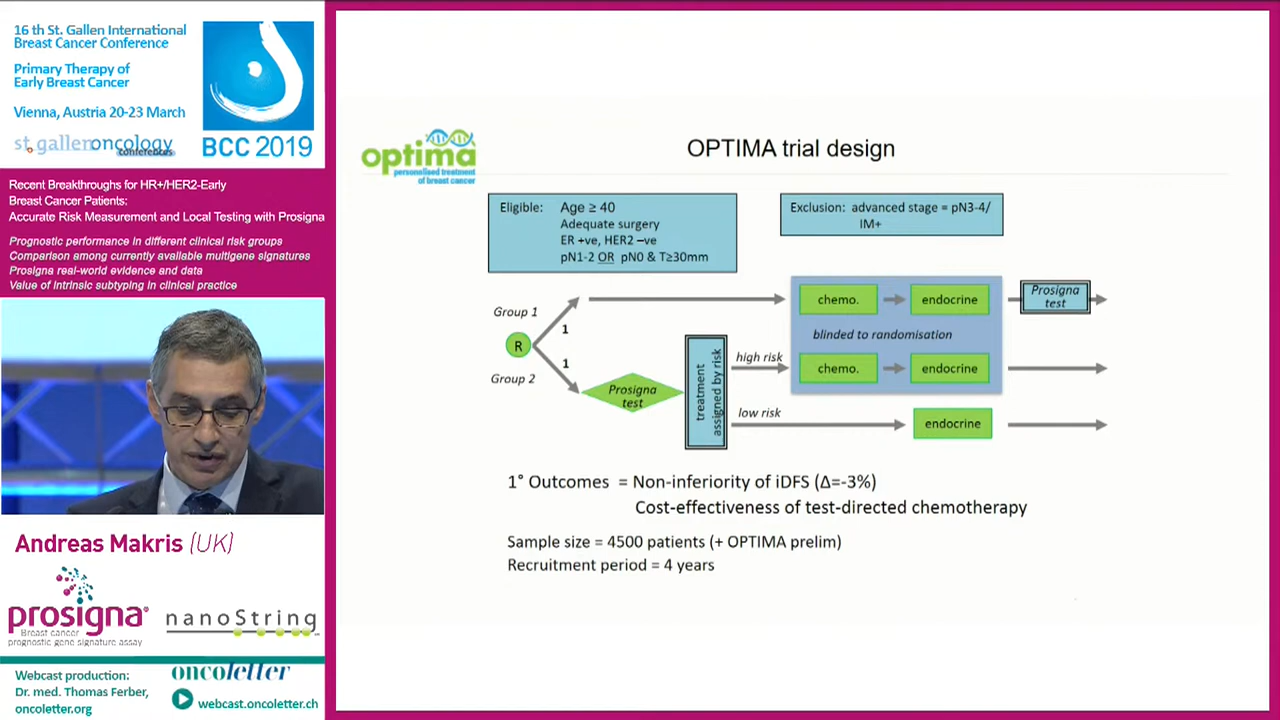 16 th St. Gallen International
Breast Cancer Conference
Primary Therapy of
Early Breast Cancer
Vienna, Austria 20-23 March
st.gallenoncology
conferences
BCC 2019
Recent Breakthroughs for HR+/HER2-Early
Breast Cancer Patients:
Accurate Risk Measurement and Local Testing with Prosigna
Prognostic performance in different clinical risk groups
Comparison among currently available multigene signatures
Prosigna real-world evidence and data
Value of intrinsic subtyping in clinical practice
Andreas Makris (UK)
prosigna®
Breast cancer
prognostic gene signature assay
nanoString
Webcast production:
Dr. med. Thomas Ferber,
oncoletter.org
oncoletter
webcast.oncoletter.ch
optima
personalised treatment
of breast cancer
OPTIMA trial design
Eligible: Age ≥ 40
Adequate surgery
ER +ve, HER2 –ve
pN1-2 OR pN0 & T≥30mm
Exclusion: advanced stage = pN3-4/
IM+
Group 1
1
R
1
Group 2
Prosigna
test
treatment
assigned by risk
high risk
low risk
chemo.
endocrine
blinded to randomisation
chemo.
endocrine
endocrine
Prosigna
test
1° Outcomes = Non-inferiority of iDFS (Δ=-3%)
Cost-effectiveness of test-directed chemotherapy
Sample size = 4500 patients (+ OPTIMA prelim)
Recruitment period = 4 years